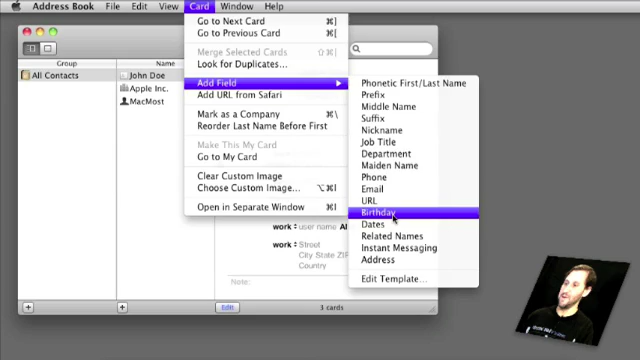 Address Book File Edit View Card Window Help
Go to Next Card ⌘]
Go to Previous Card ⌘[
Merge Selected Cards ⇧⌘|
Look for Duplicates...
Add Field
Add URL from Safari
Mark as a Company ⌘\
Reorder Last Name Before First
Make This My Card
Go to My Card
Clear Custom Image
Choose Custom Image... ⌥⌘I
Open in Separate Window ⌘I
Phonetic First/Last Name
Prefix
Middle Name
Suffix
Nickname
Job Title
Department
Maiden Name
Phone
Email
URL
Birthday
Dates
Related Names
Instant Messaging
Address
Edit Template...
Group
All Contacts
Name
John Doe
Apple Inc.
MacMost
work user name
work Street
City State ZIP
Country
Note:
Edit
3 cards